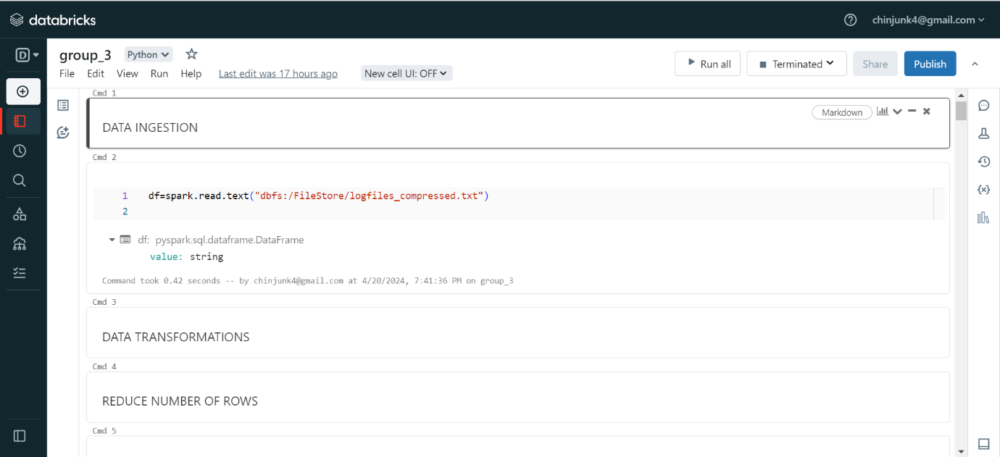 databricks
chinjunk4@gmail.com
D
group_3 Python
File Edit View Run Help Last edit was 17 hours ago New cell UI: OFF
Run all Terminated Share Publish
Cmd 1
Markdown
DATA INGESTION
Cmd 2
1 df=spark.read.text("dbfs:/FileStore/logfiles_compressed.txt")
2
df: pyspark.sql.dataframe.DataFrame
value: string
Command took 0.42 seconds -- by chinjunk4@gmail.com at 4/20/2024, 7:41:36 PM on group_3
Cmd 3
DATA TRANSFORMATIONS
Cmd 4
REDUCE NUMBER OF ROWS
Cmd 5